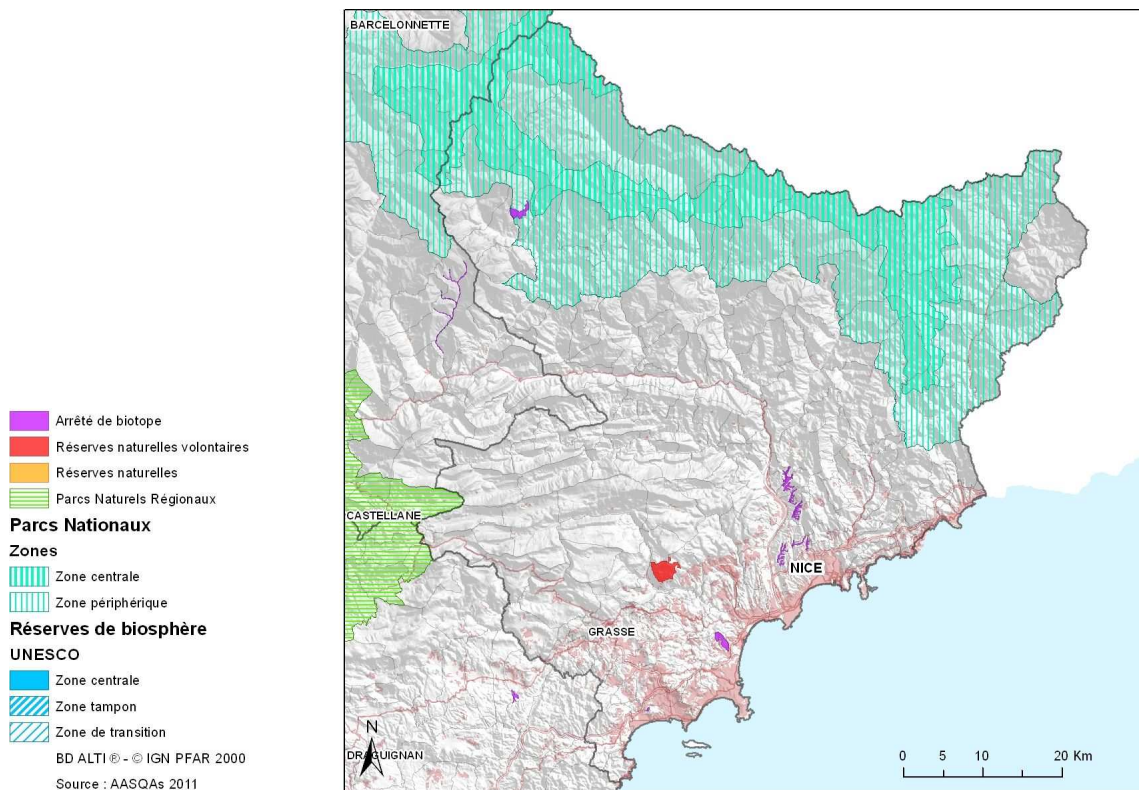 BARCELONNETTE
Arrêté de biotope
Réserves naturelles volontaires
Réserves naturelles
Parcs Naturels Régionaux
Parcs Nationaux
Zones
Zone centrale
Zone périphérique
Réserves de biosphère
UNESCO
Zone centrale
Zone tampon
Zone de transition
BD ALTI ® - © IGN PFAR 2000
Source : AASQAs 2011
CASTELLANE
NICE
GRASSE
N
DRAGUIGNAN
0 5 10 20 Km